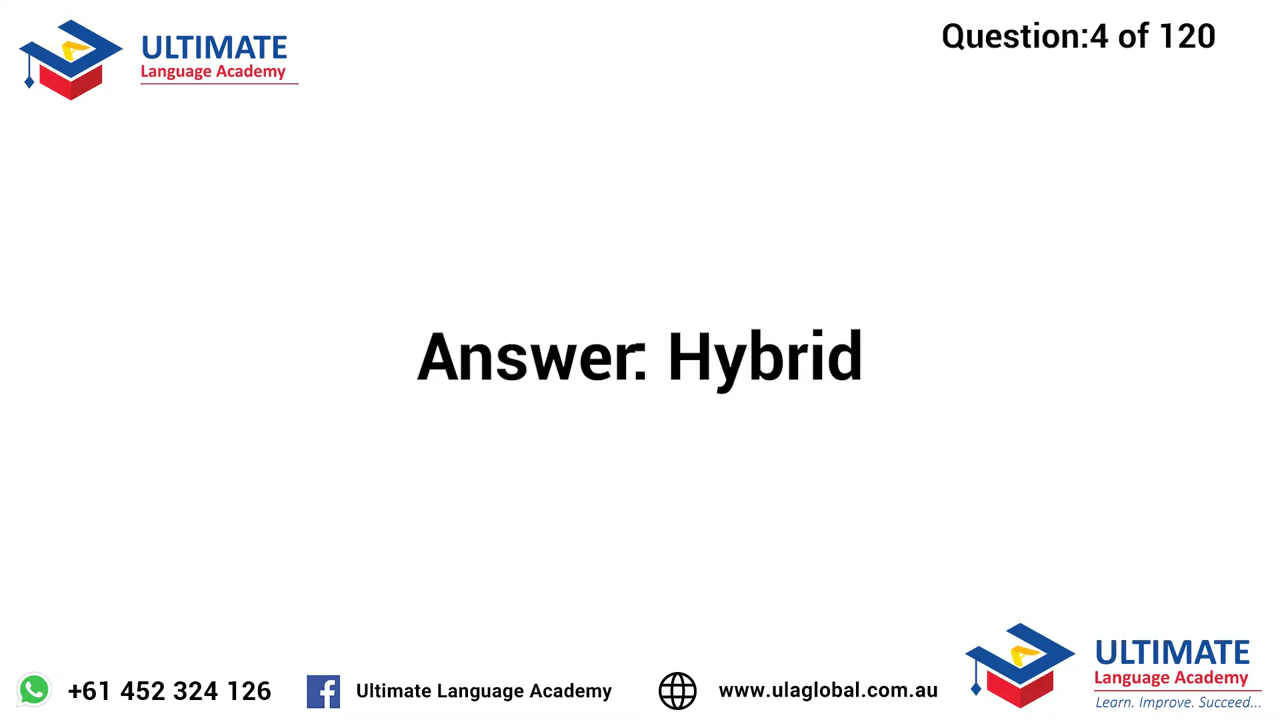 ULTIMATE
Language Academy
Question:4 of 120
Answer: Hybrid
+61 452 324 126
Ultimate Language Academy
www.ulaglobal.com.au
ULTIMATE
Language Academy
Learn. Improve. Succeed...